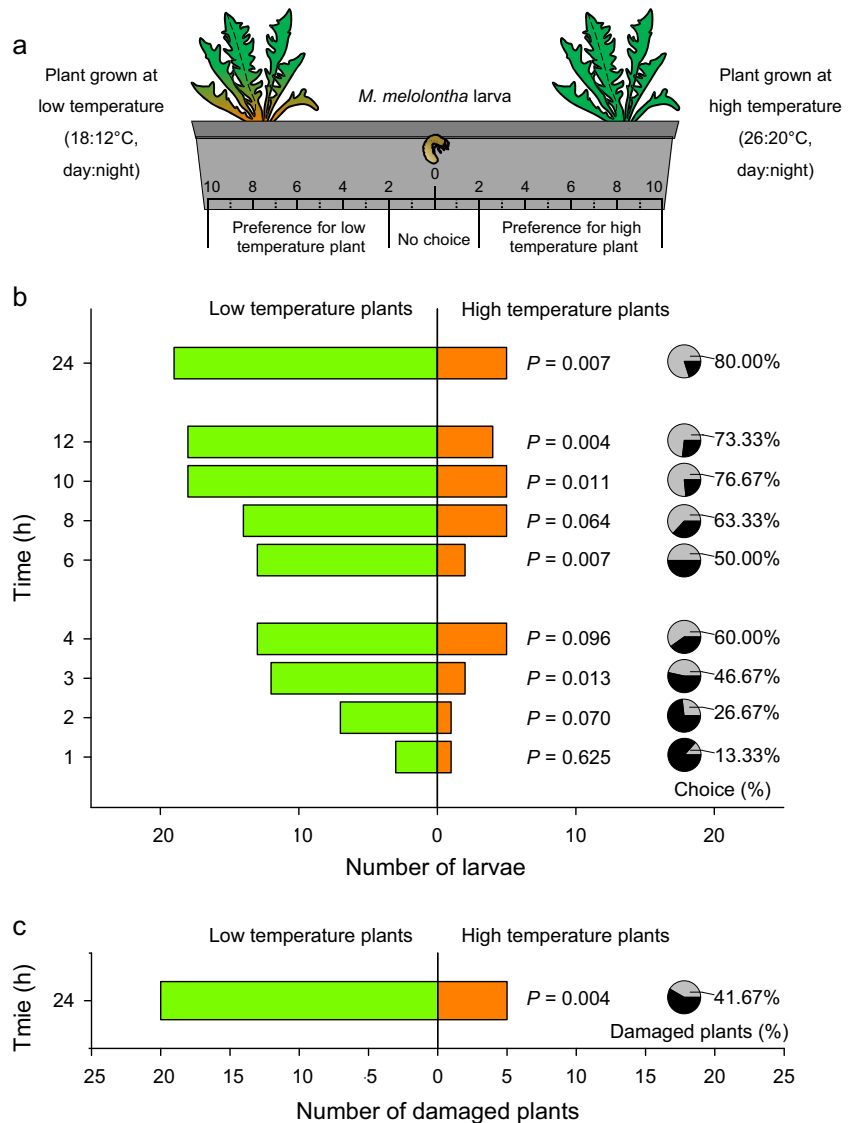 a
Plant grown at
low temperature
(18:12°C,
day:night)
M. melolontha larva
Plant grown at
high temperature
(26:20°C,
day:night)
0
10 8 6 4 2 2 4 6 8 10
Preference for low
temperature plant
No choice
Preference for high
temperature plant
b
Low temperature plants High temperature plants
24 P = 0.007 80.00%
12 P = 0.004 73.33%
10 P = 0.011 76.67%
8 P = 0.064 63.33%
6 P = 0.007 50.00%
4 P = 0.096 60.00%
3 P = 0.013 46.67%
2 P = 0.070 26.67%
1 P = 0.625 13.33%
Choice (%)
Time (h)
20 10 0 10 20
Number of larvae
c
Low temperature plants High temperature plants
24 P = 0.004 41.67%
Damaged plants (%)
Tmie (h)
25 20 15 10 5 0 5 10 15 20 25
Number of damaged plants